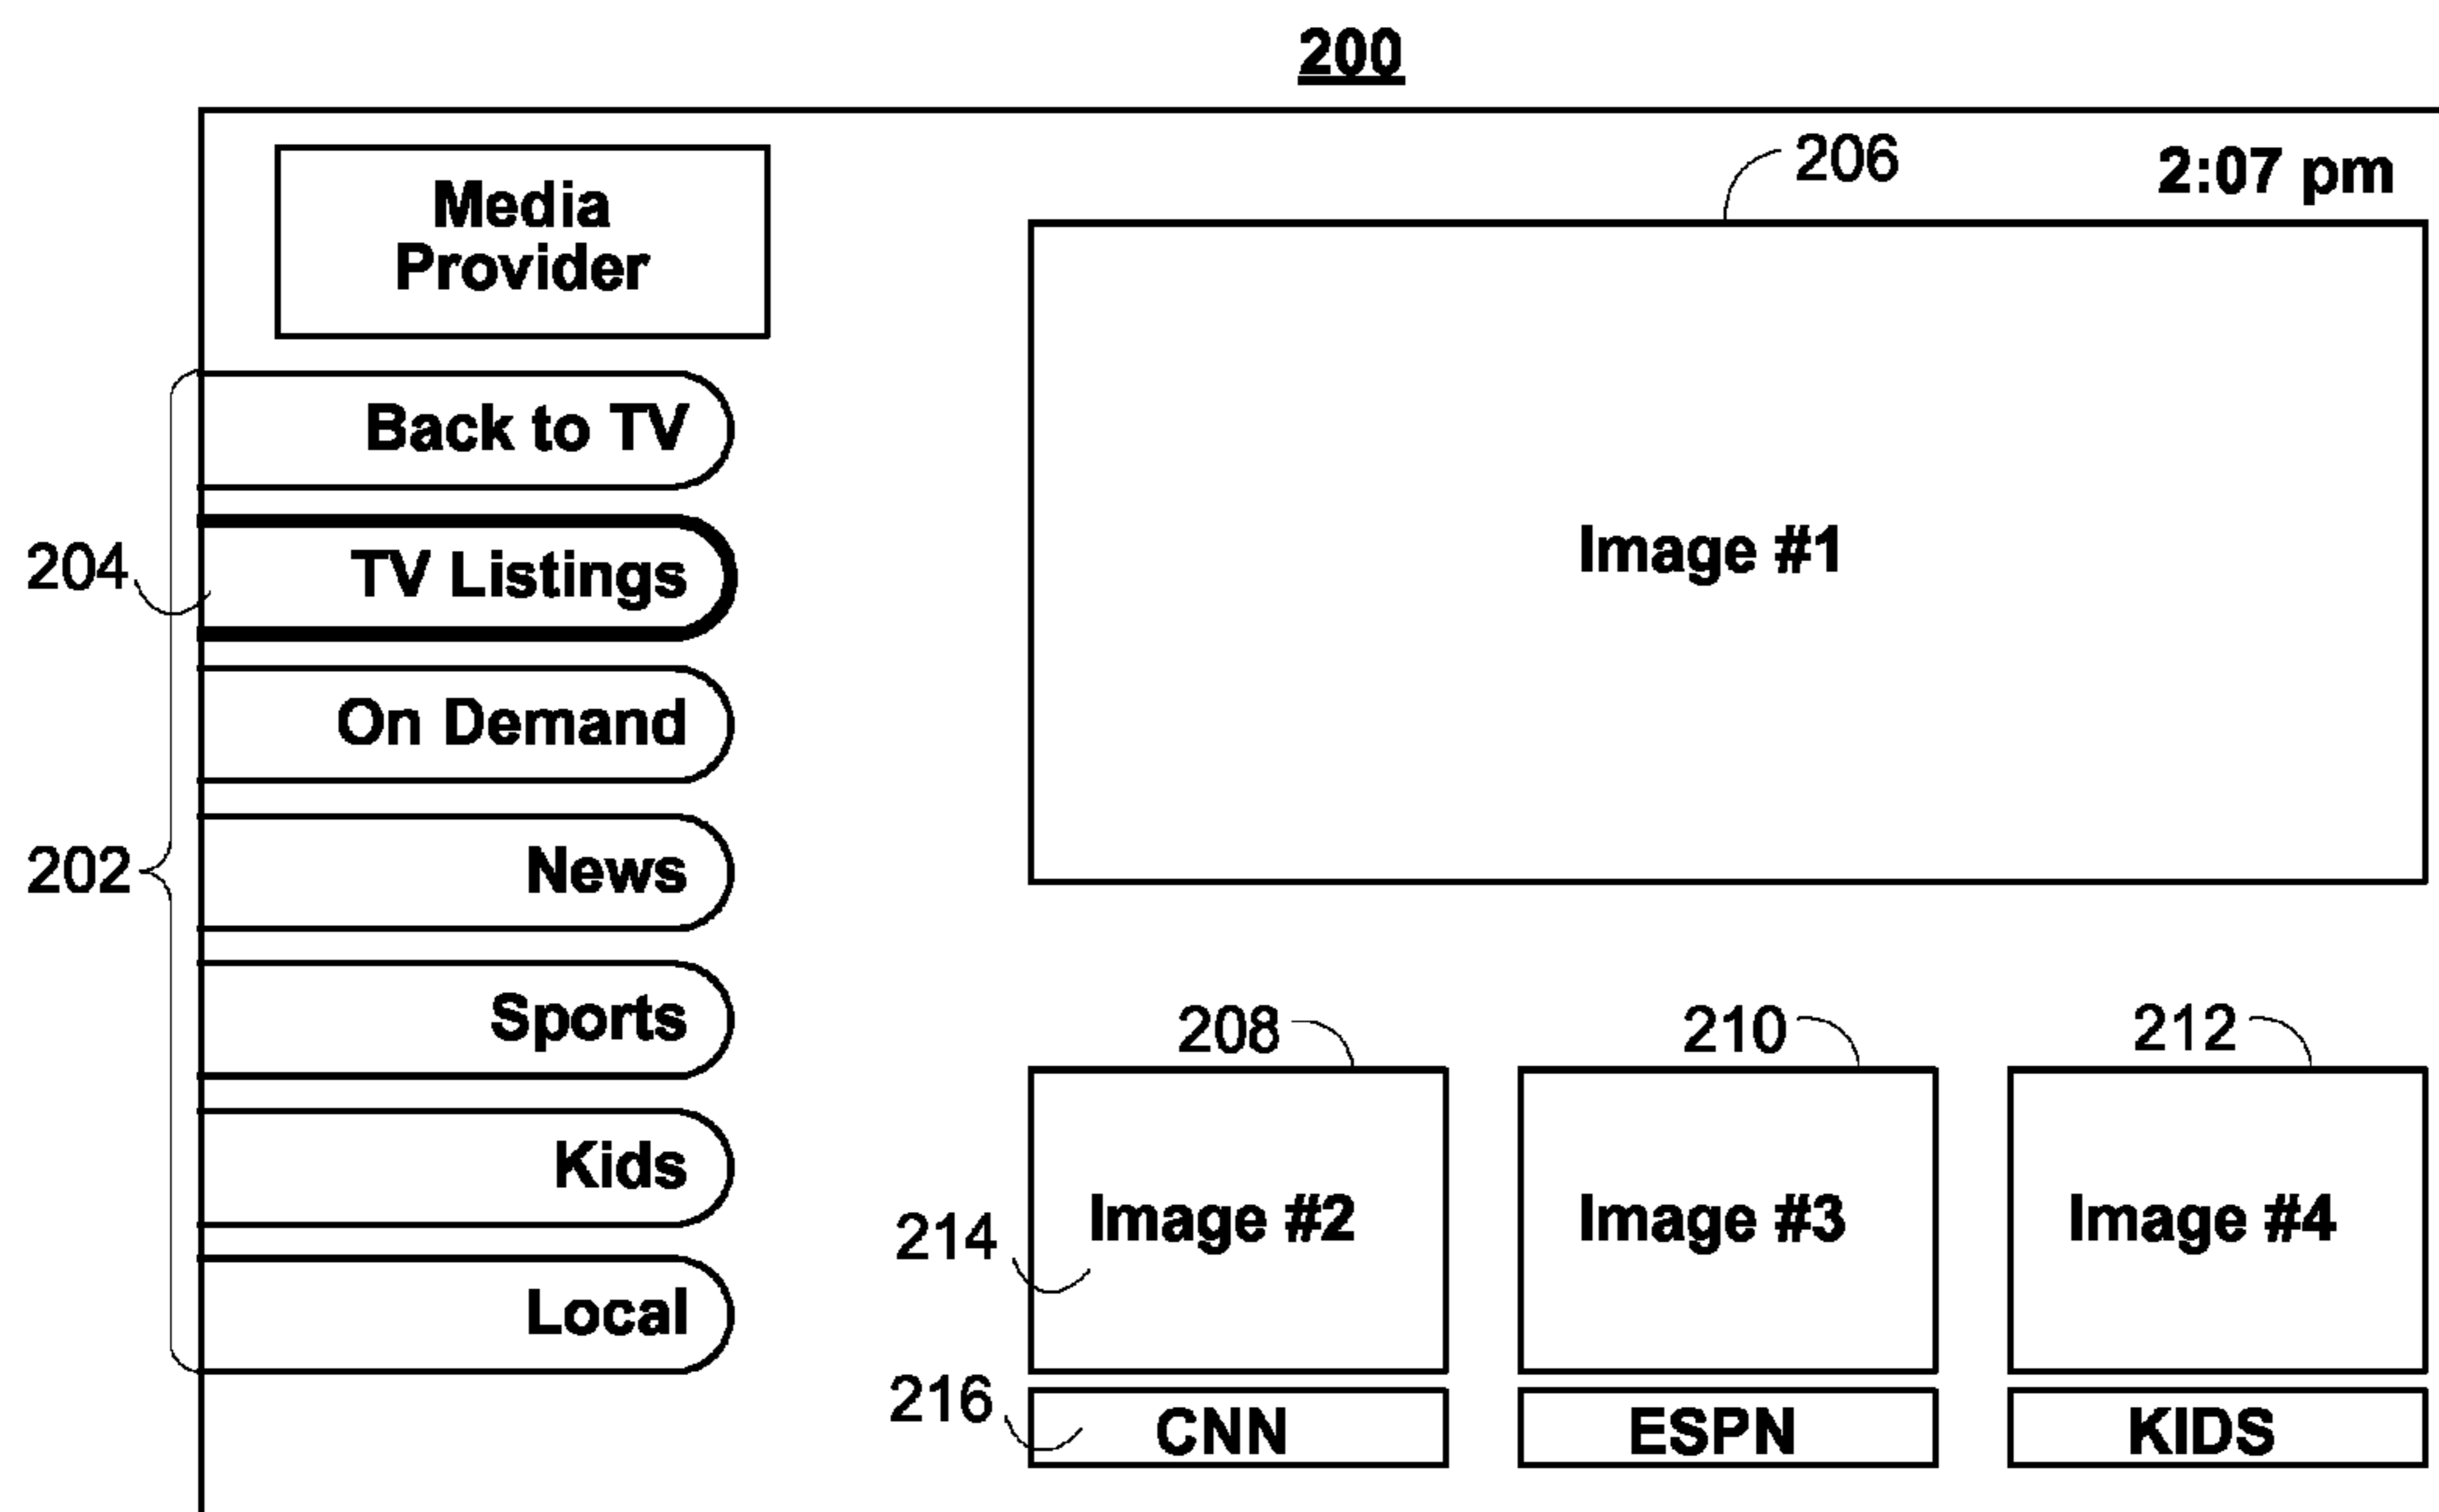 200
206
2:07 pm
Media
Provider
Back to TV
204
TV Listings
Image #1
On Demand
202
News
Sports
Kids
Local
208
210
212
214
Image #2
Image #3
Image #4
216
CNN
ESPN
KIDS